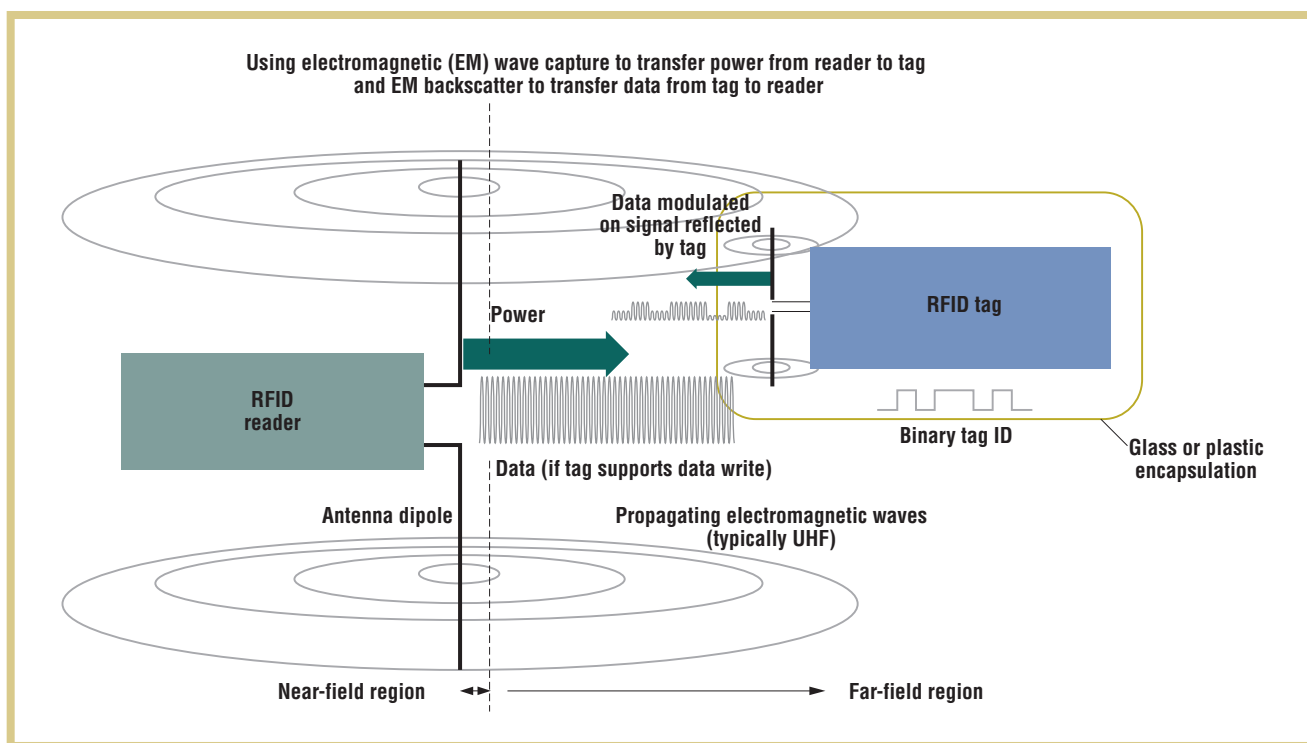 Using electromagnetic (EM) wave capture to transfer power from reader to tag
and EM backscatter to transfer data from tag to reader
Data modulated
on signal reflected
by tag
Power
RFID tag
RFID
reader
Binary tag ID
Glass or plastic
encapsulation
Data (if tag supports data write)
Antenna dipole
Propagating electromagnetic waves
(typically UHF)
Near-field region
Far-field region